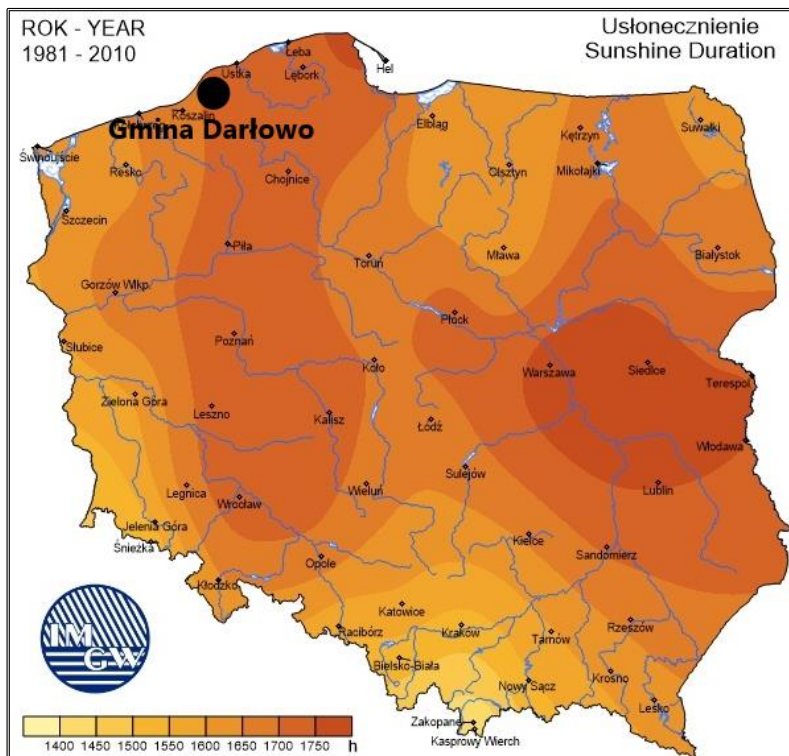 ROK - YEAR
1981 - 2010
Usłonecznienie
Sunshine Duration
Łeba
Ustka
Lębork
Hel
Koszalin
Gmina Darłowo
Elbląg
Kętrzyn
Suwałki
Świnoujście
Resko
Chojnice
Olsztyn
Mikołajki
Szczecin
Piła
Toruń
Mława
Białystok
Gorzów Wlkp.
Płock
Słubice
Poznań
Koło
Warszawa
Siedlce
Terespol
Zielona Góra
Leszno
Kalisz
Łódź
Włodawa
Sulejów
Legnica
Wrocław
Wieluń
Lublin
Jelenia Góra
Śnieżka
Kielce
Sandomierz
Kłodzko
Opole
Katowice
Racibórz
Kraków
Tarnów
Rzeszów
Bielsko-Biała
Nowy Sącz
Krosno
Lesko
Zakopane
Kasprowy Wierch
IM
GW
1400 1450 1500 1550 1600 1650 1700 1750 h